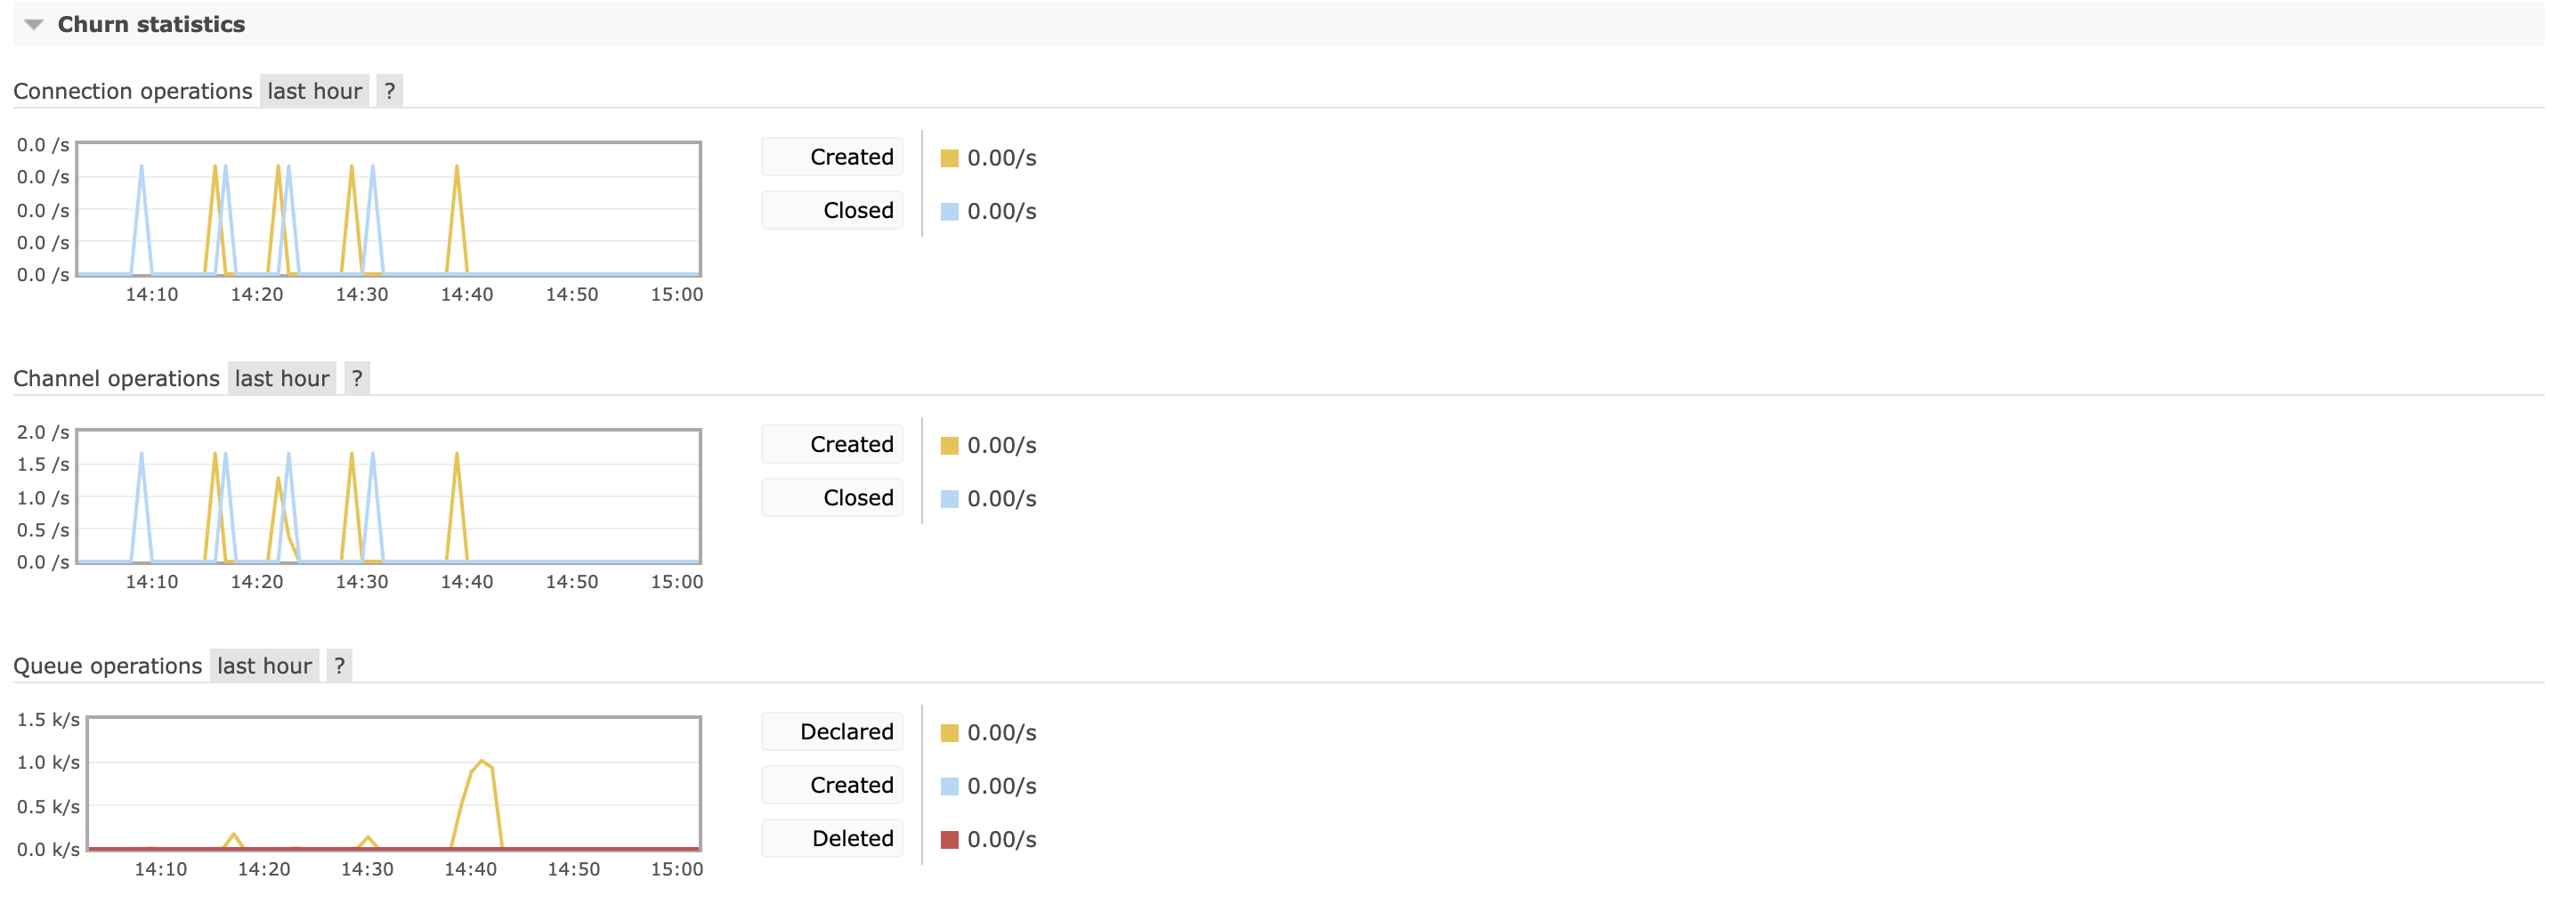 Churn statistics
Connection operations last hour ?
0.0 /s
0.0 /s
0.0 /s
0.0 /s
0.0 /s
14:10 14:20 14:30 14:40 14:50 15:00
Created 0.00/s
Closed 0.00/s
Channel operations last hour ?
2.0 /s
1.5 /s
1.0 /s
0.5 /s
0.0 /s
14:10 14:20 14:30 14:40 14:50 15:00
Created 0.00/s
Closed 0.00/s
Queue operations last hour ?
1.5 k/s
1.0 k/s
0.5 k/s
0.0 k/s
14:10 14:20 14:30 14:40 14:50 15:00
Declared 0.00/s
Created 0.00/s
Deleted 0.00/s